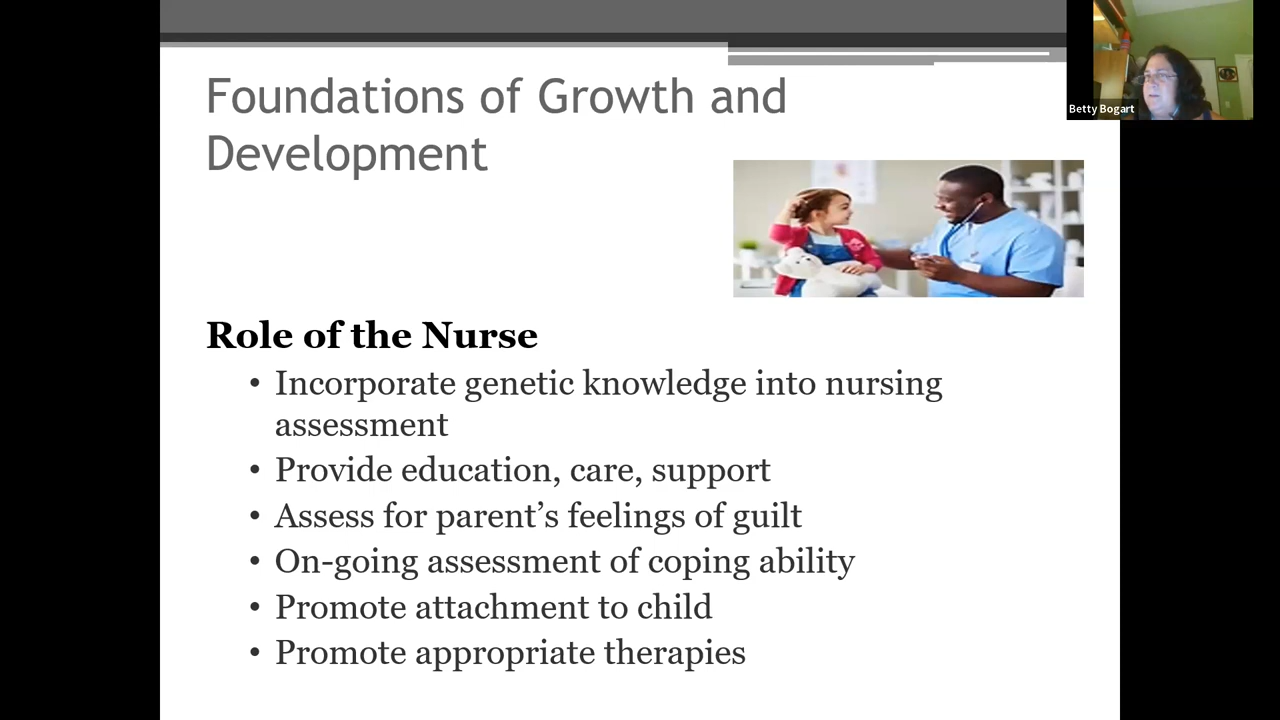 Foundations of Growth and
Development
Betty Bogart
Role of the Nurse
• Incorporate genetic knowledge into nursing
assessment
• Provide education, care, support
• Assess for parent’s feelings of guilt
• On-going assessment of coping ability
• Promote attachment to child
• Promote appropriate therapies